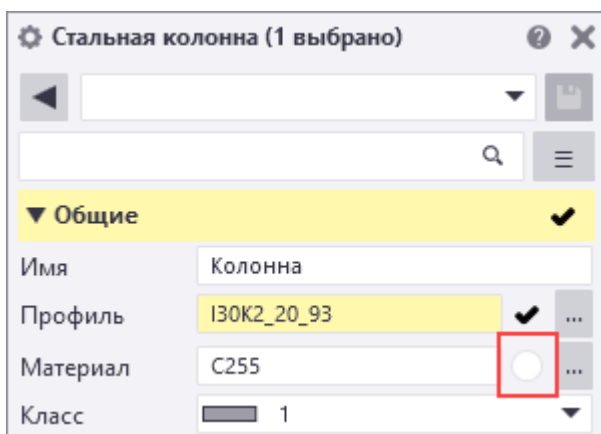 Стальная колонна (1 выбрано)
Общие
Имя Колонна
Профиль I30K2_20_93 ...
Материал C255 ...
Класс 1